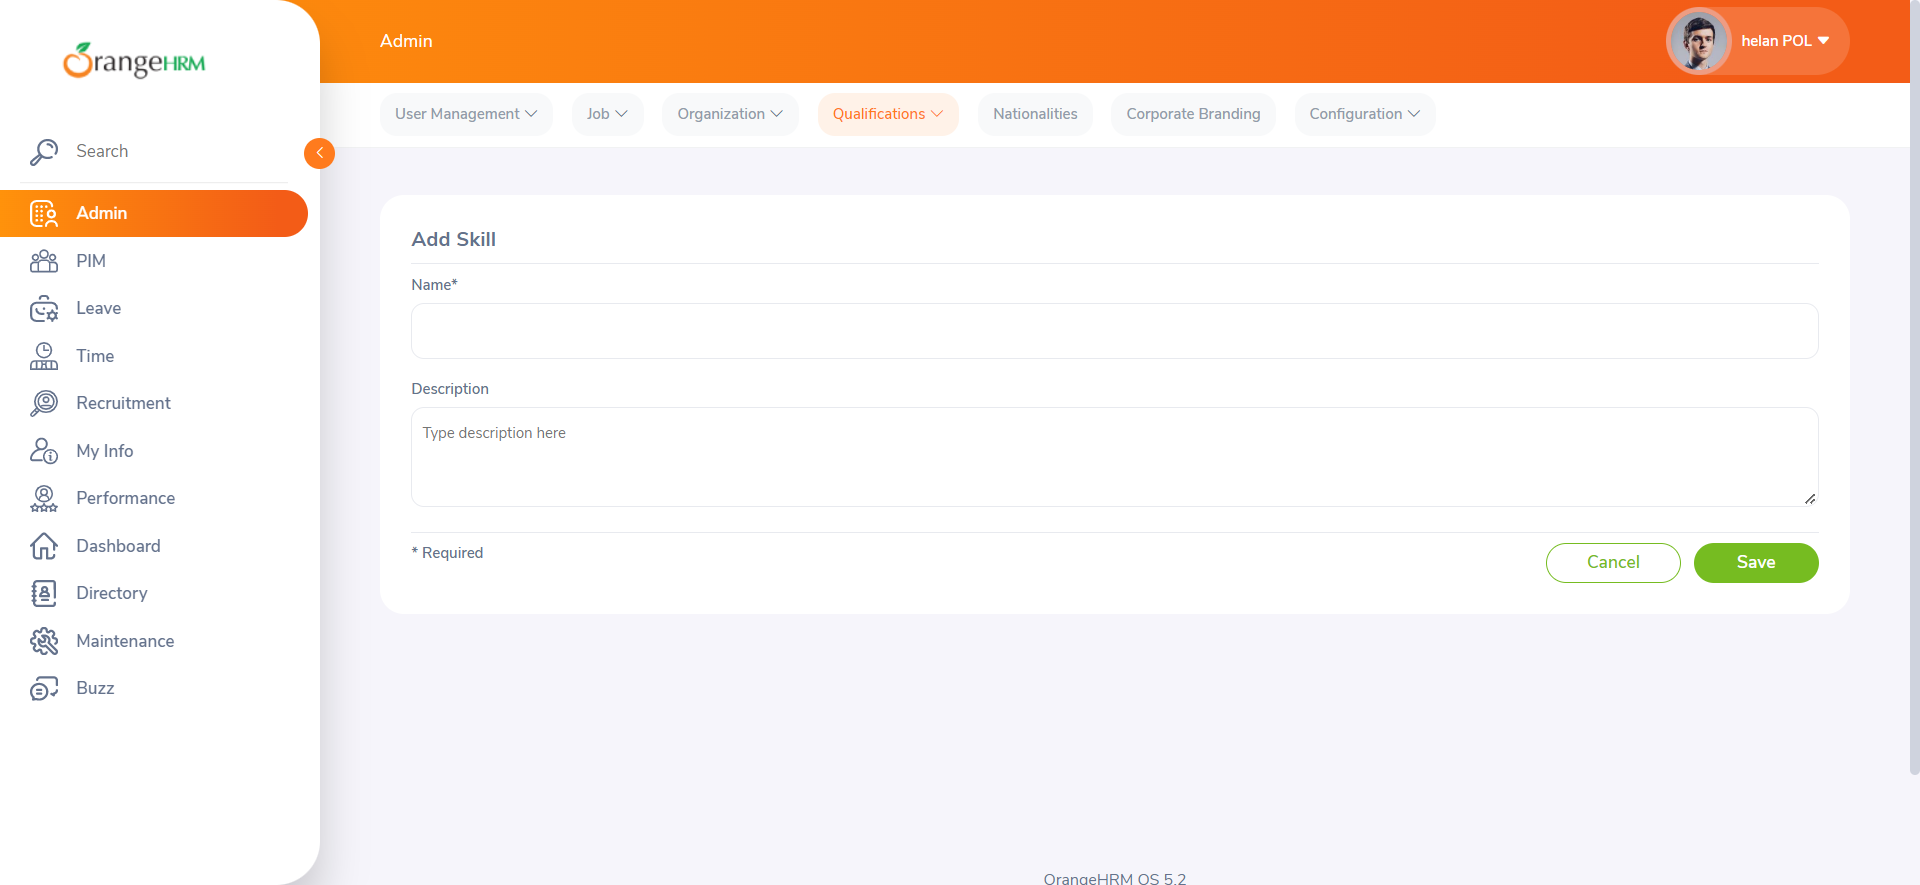 OrangeHRM
Admin
helan POL
User Management
Job
Organization
Qualifications
Nationalities
Corporate Branding
Configuration
Search
Admin
PIM
Leave
Time
Recruitment
My Info
Performance
Dashboard
Directory
Maintenance
Buzz
Add Skill
Name*
Description
Type description here
* Required
Cancel
Save
OrangeHRM OS 5.2